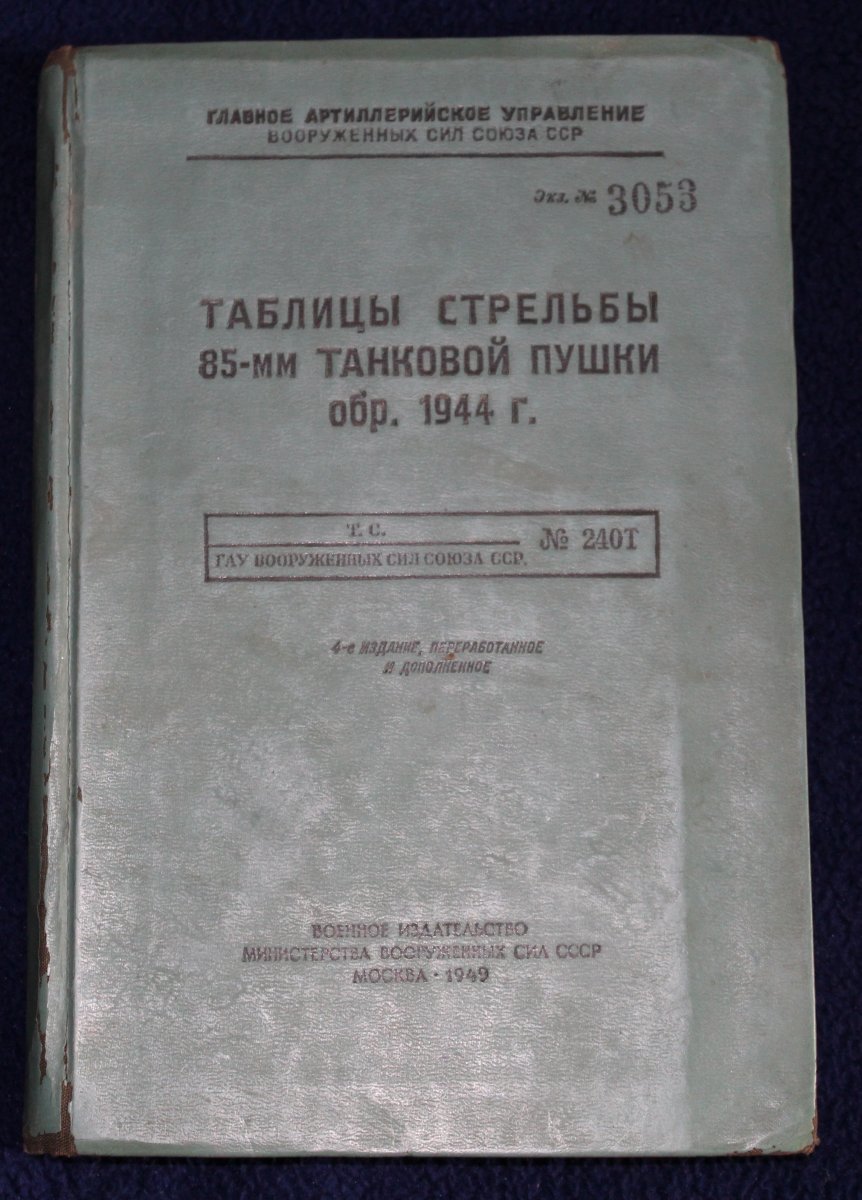 ГЛАВНОЕ АРТИЛЛЕРИЙСКОЕ УПРАВЛЕНИЕ
ВООРУЖЕННЫХ СИЛ СОЮЗА ССР
Экз. № 3053
ТАБЛИЦЫ СТРЕЛЬБЫ
85-мм ТАНКОВОЙ ПУШКИ
обр. 1944 г.
Т. С.
№ 240Т
ГАУ ВООРУЖЕННЫХ СИЛ СОЮЗА ССР.
4-е ИЗДАНИЕ, ПЕРЕРАБОТАННОЕ
И ДОПОЛНЕННОЕ
ВОЕННОЕ ИЗДАТЕЛЬСТВО
МИНИСТЕРСТВА ВООРУЖЕННЫХ СИЛ СССР
МОСКВА · 1949